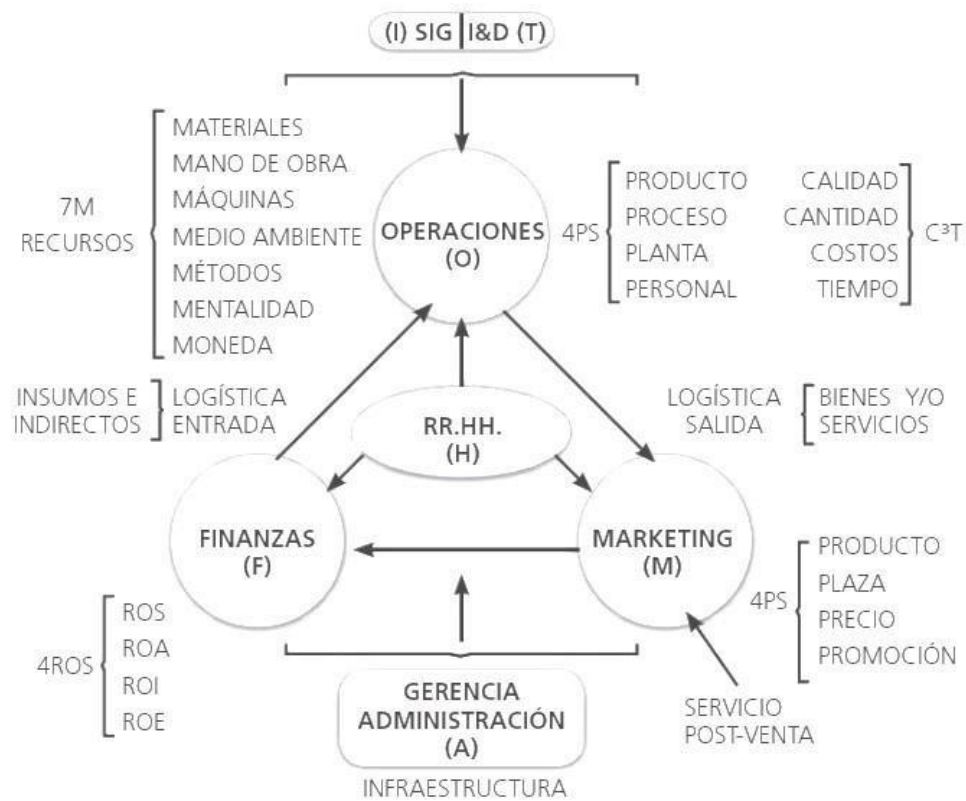 (I) SIG | I&D (T)
7M
RECURSOS
MATERIALES
MANO DE OBRA
MÁQUINAS
MEDIO AMBIENTE
MÉTODOS
MENTALIDAD
MONEDA
OPERACIONES
(O)
4PS
PRODUCTO
PROCESO
PLANTA
PERSONAL
CALIDAD
CANTIDAD
COSTOS
TIEMPO
C³T
INSUMOS E
INDIRECTOS
LOGÍSTICA
ENTRADA
RR.HH.
(H)
LOGÍSTICA
SALIDA
BIENES Y/O
SERVICIOS
FINANZAS
(F)
MARKETING
(M)
4PS
PRODUCTO
PLAZA
PRECIO
PROMOCIÓN
4ROS
ROS
ROA
ROI
ROE
GERENCIA
ADMINISTRACIÓN
(A)
INFRAESTRUCTURA
SERVICIO
POST-VENTA